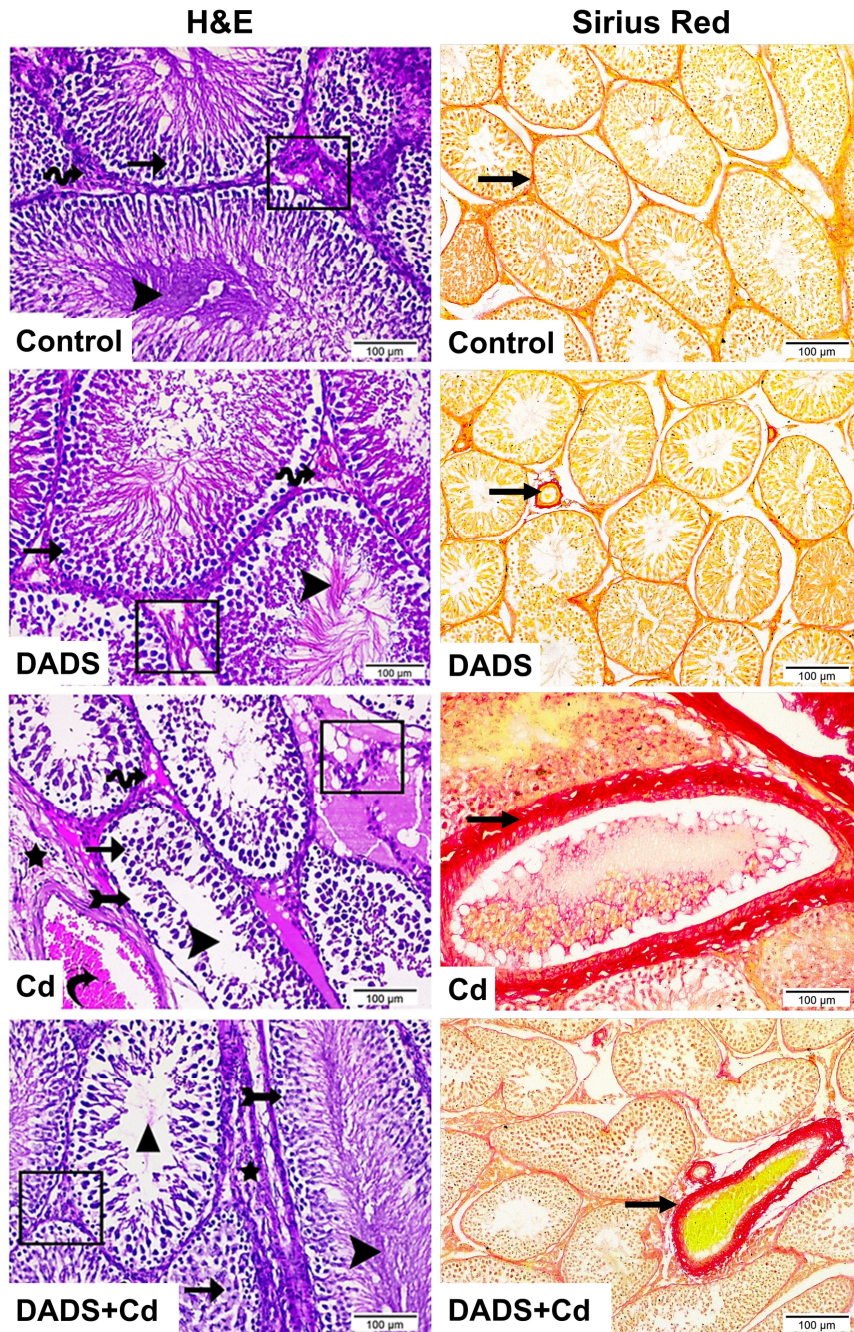 H&E
Sirius Red
Control
100 µm
Control
100 µm
DADS
100 µm
DADS
100 µm
Cd
100 µm
Cd
100 µm
DADS+Cd
100 µm
DADS+Cd
100 µm